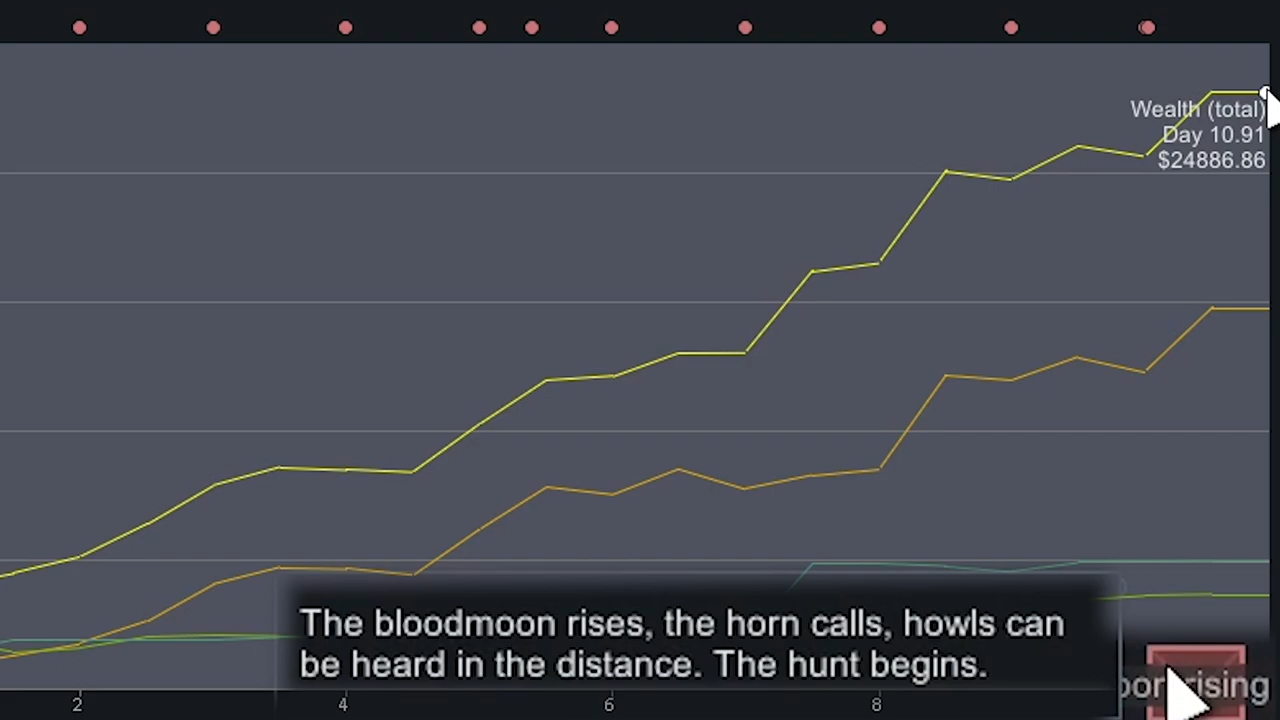 Wealth (total)
Day 10.91
$24886.86
The bloodmoon rises, the horn calls, howls can
be heard in the distance. The hunt begins.
rising
2
4
6
8